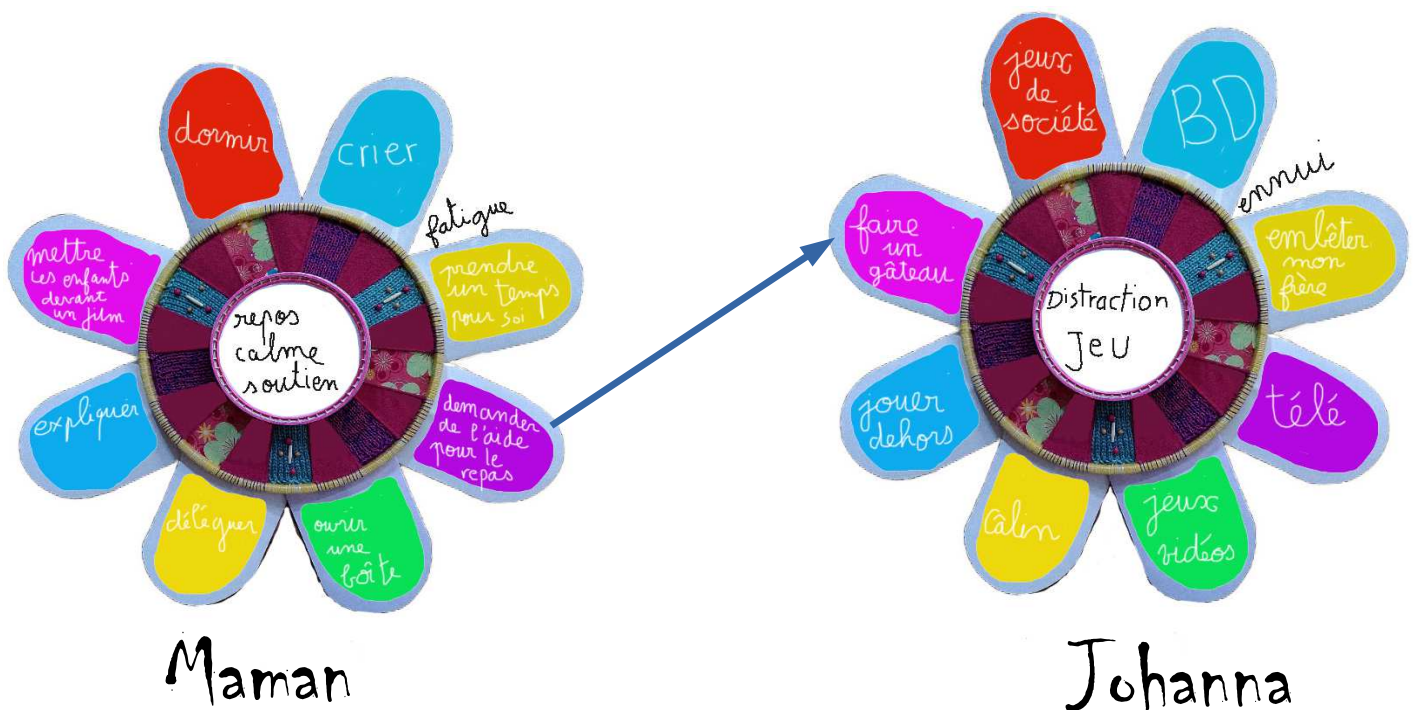 dormir
crier
fatigue
prendre
un temps
pour soi
demander
de l'aide
pour le
repas
ouvrir
une
boîte
déléguer
expliquer
mettre
les enfants
devant
un film
repos
calme
soutien
Maman
jeux
de
société
BD
ennui
embêter
mon
frère
télé
jeux
vidéos
câlin
jouer
dehors
faire
un
gâteau
Distraction
Jeu
Johanna